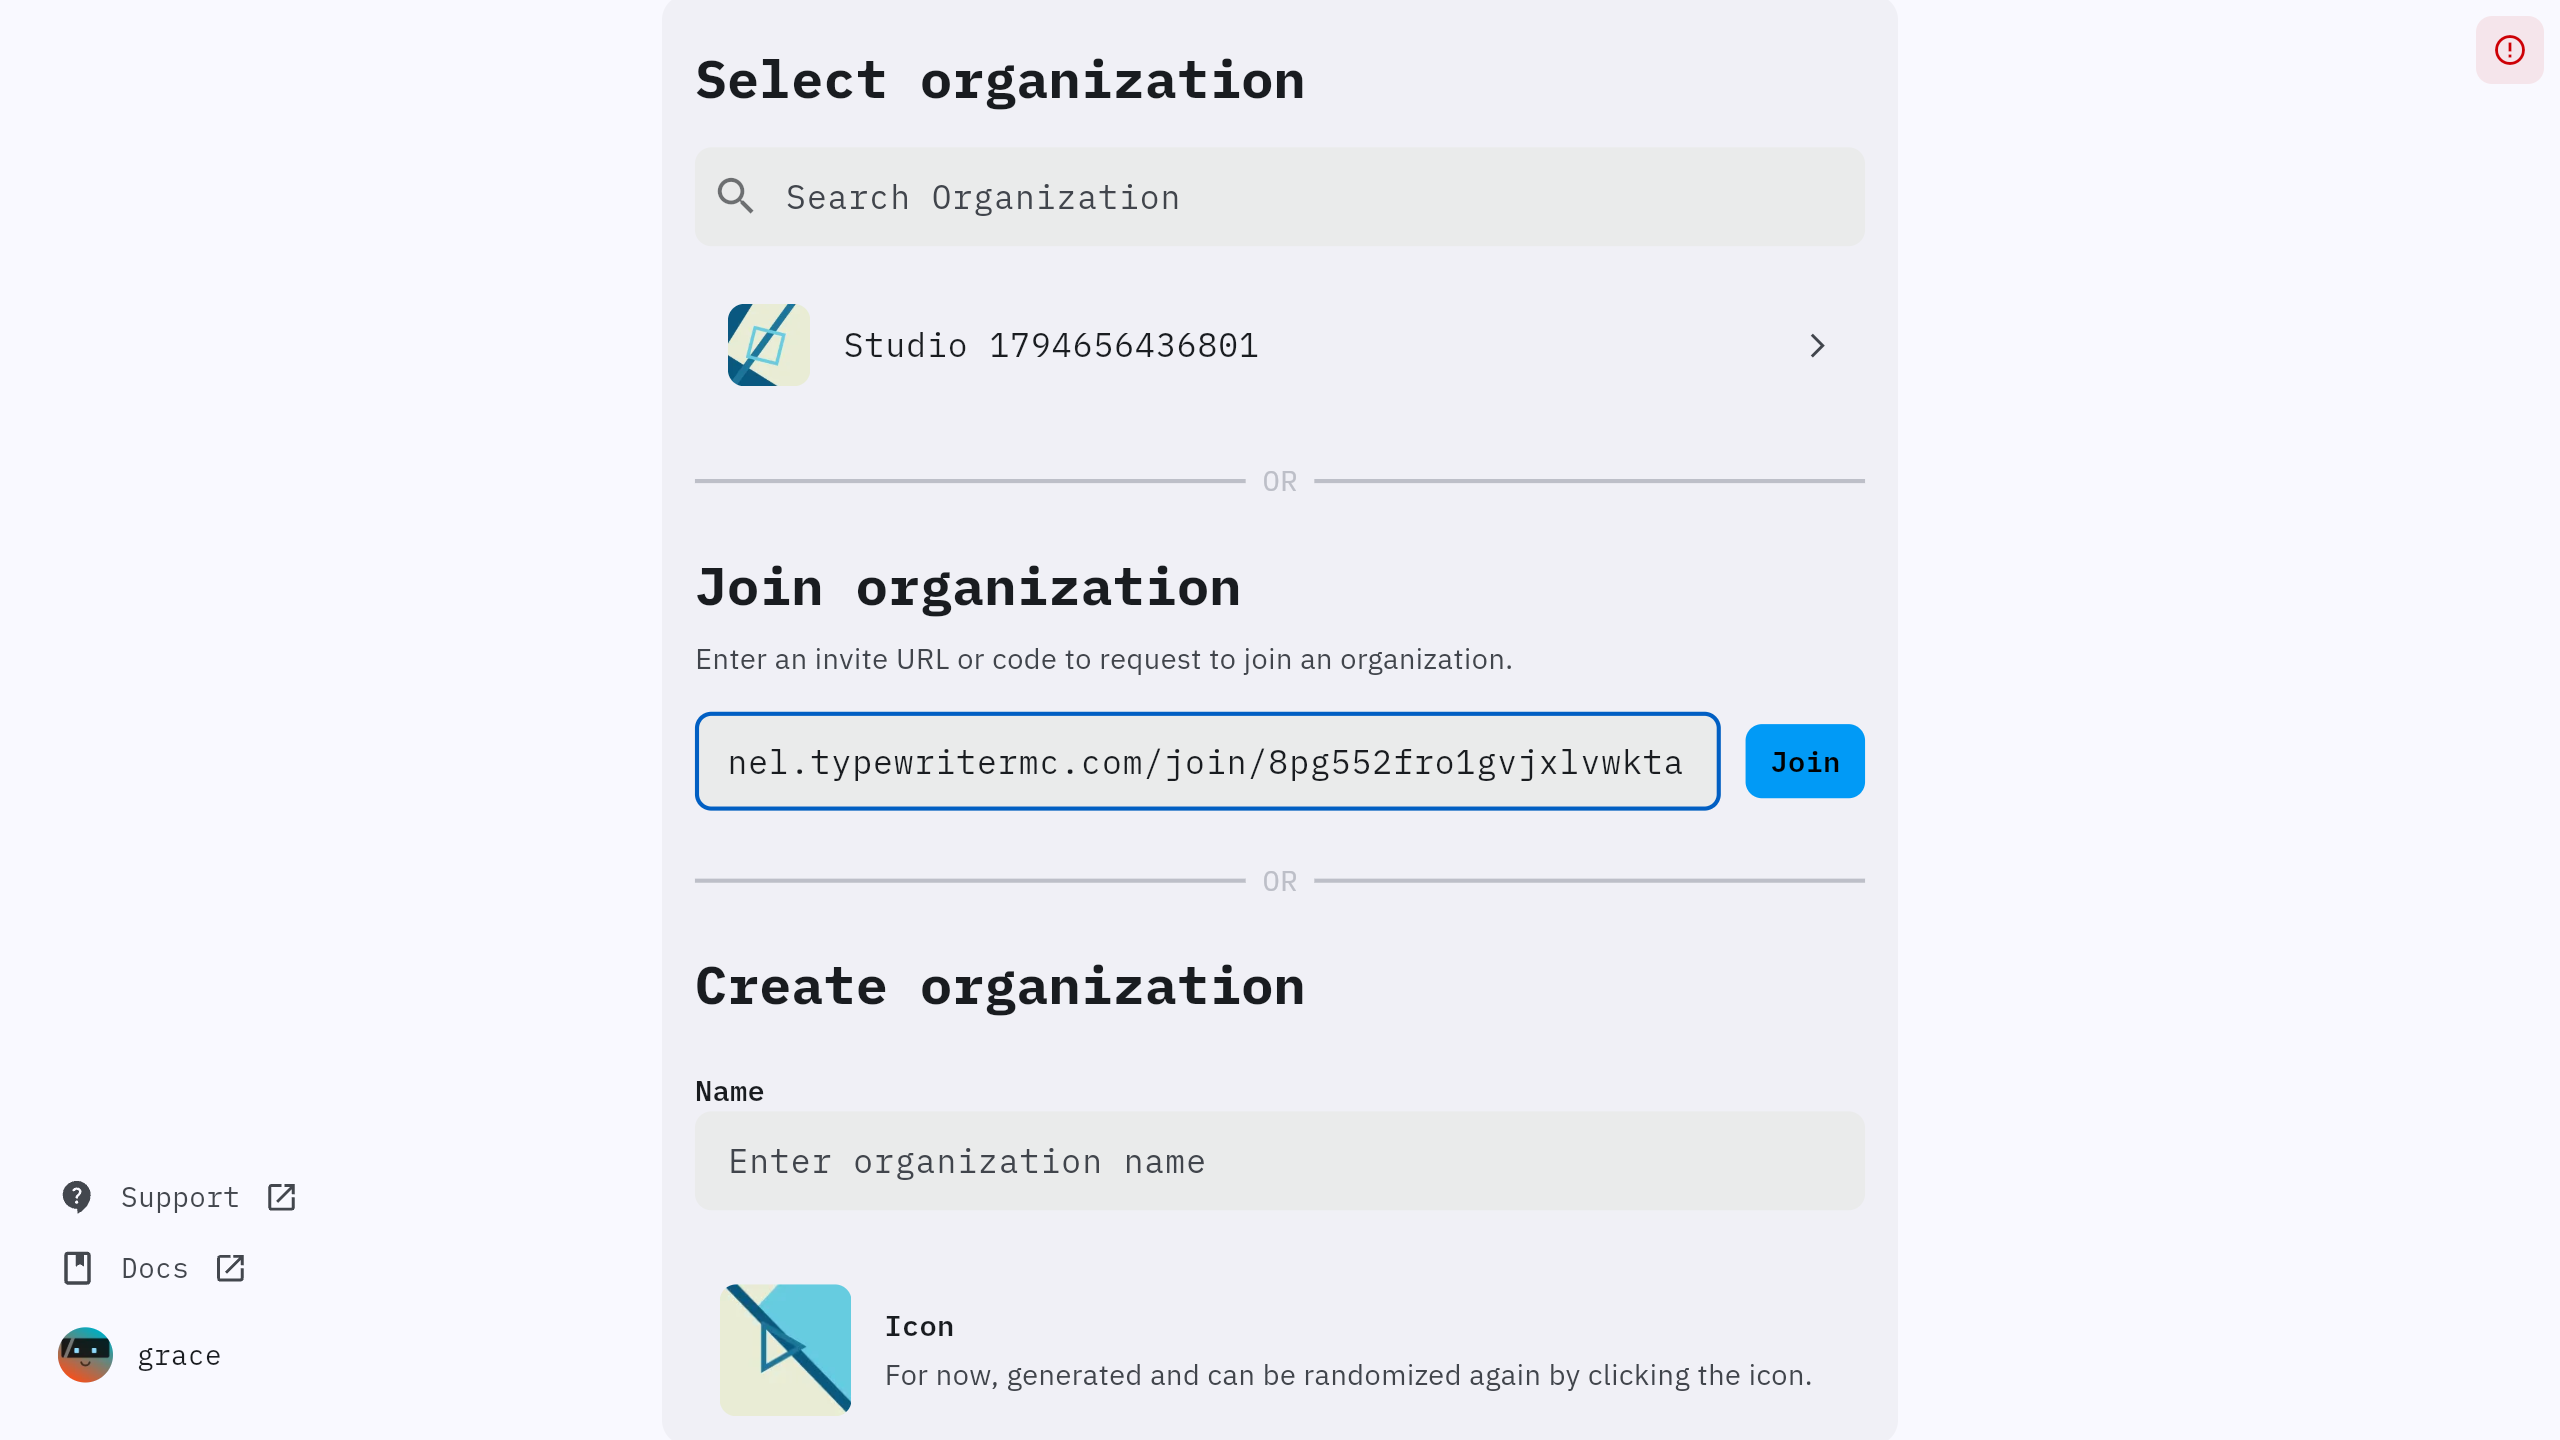 Select organization
Search Organization
Studio 1794656436801
OR
Join organization
Enter an invite URL or code to request to join an organization.
nel.typewritermc.com/join/8pg552fro1gvjxlvwkta
Join
OR
Create organization
Name
Enter organization name
Icon
For now, generated and can be randomized again by clicking the icon.
Support
Docs
grace